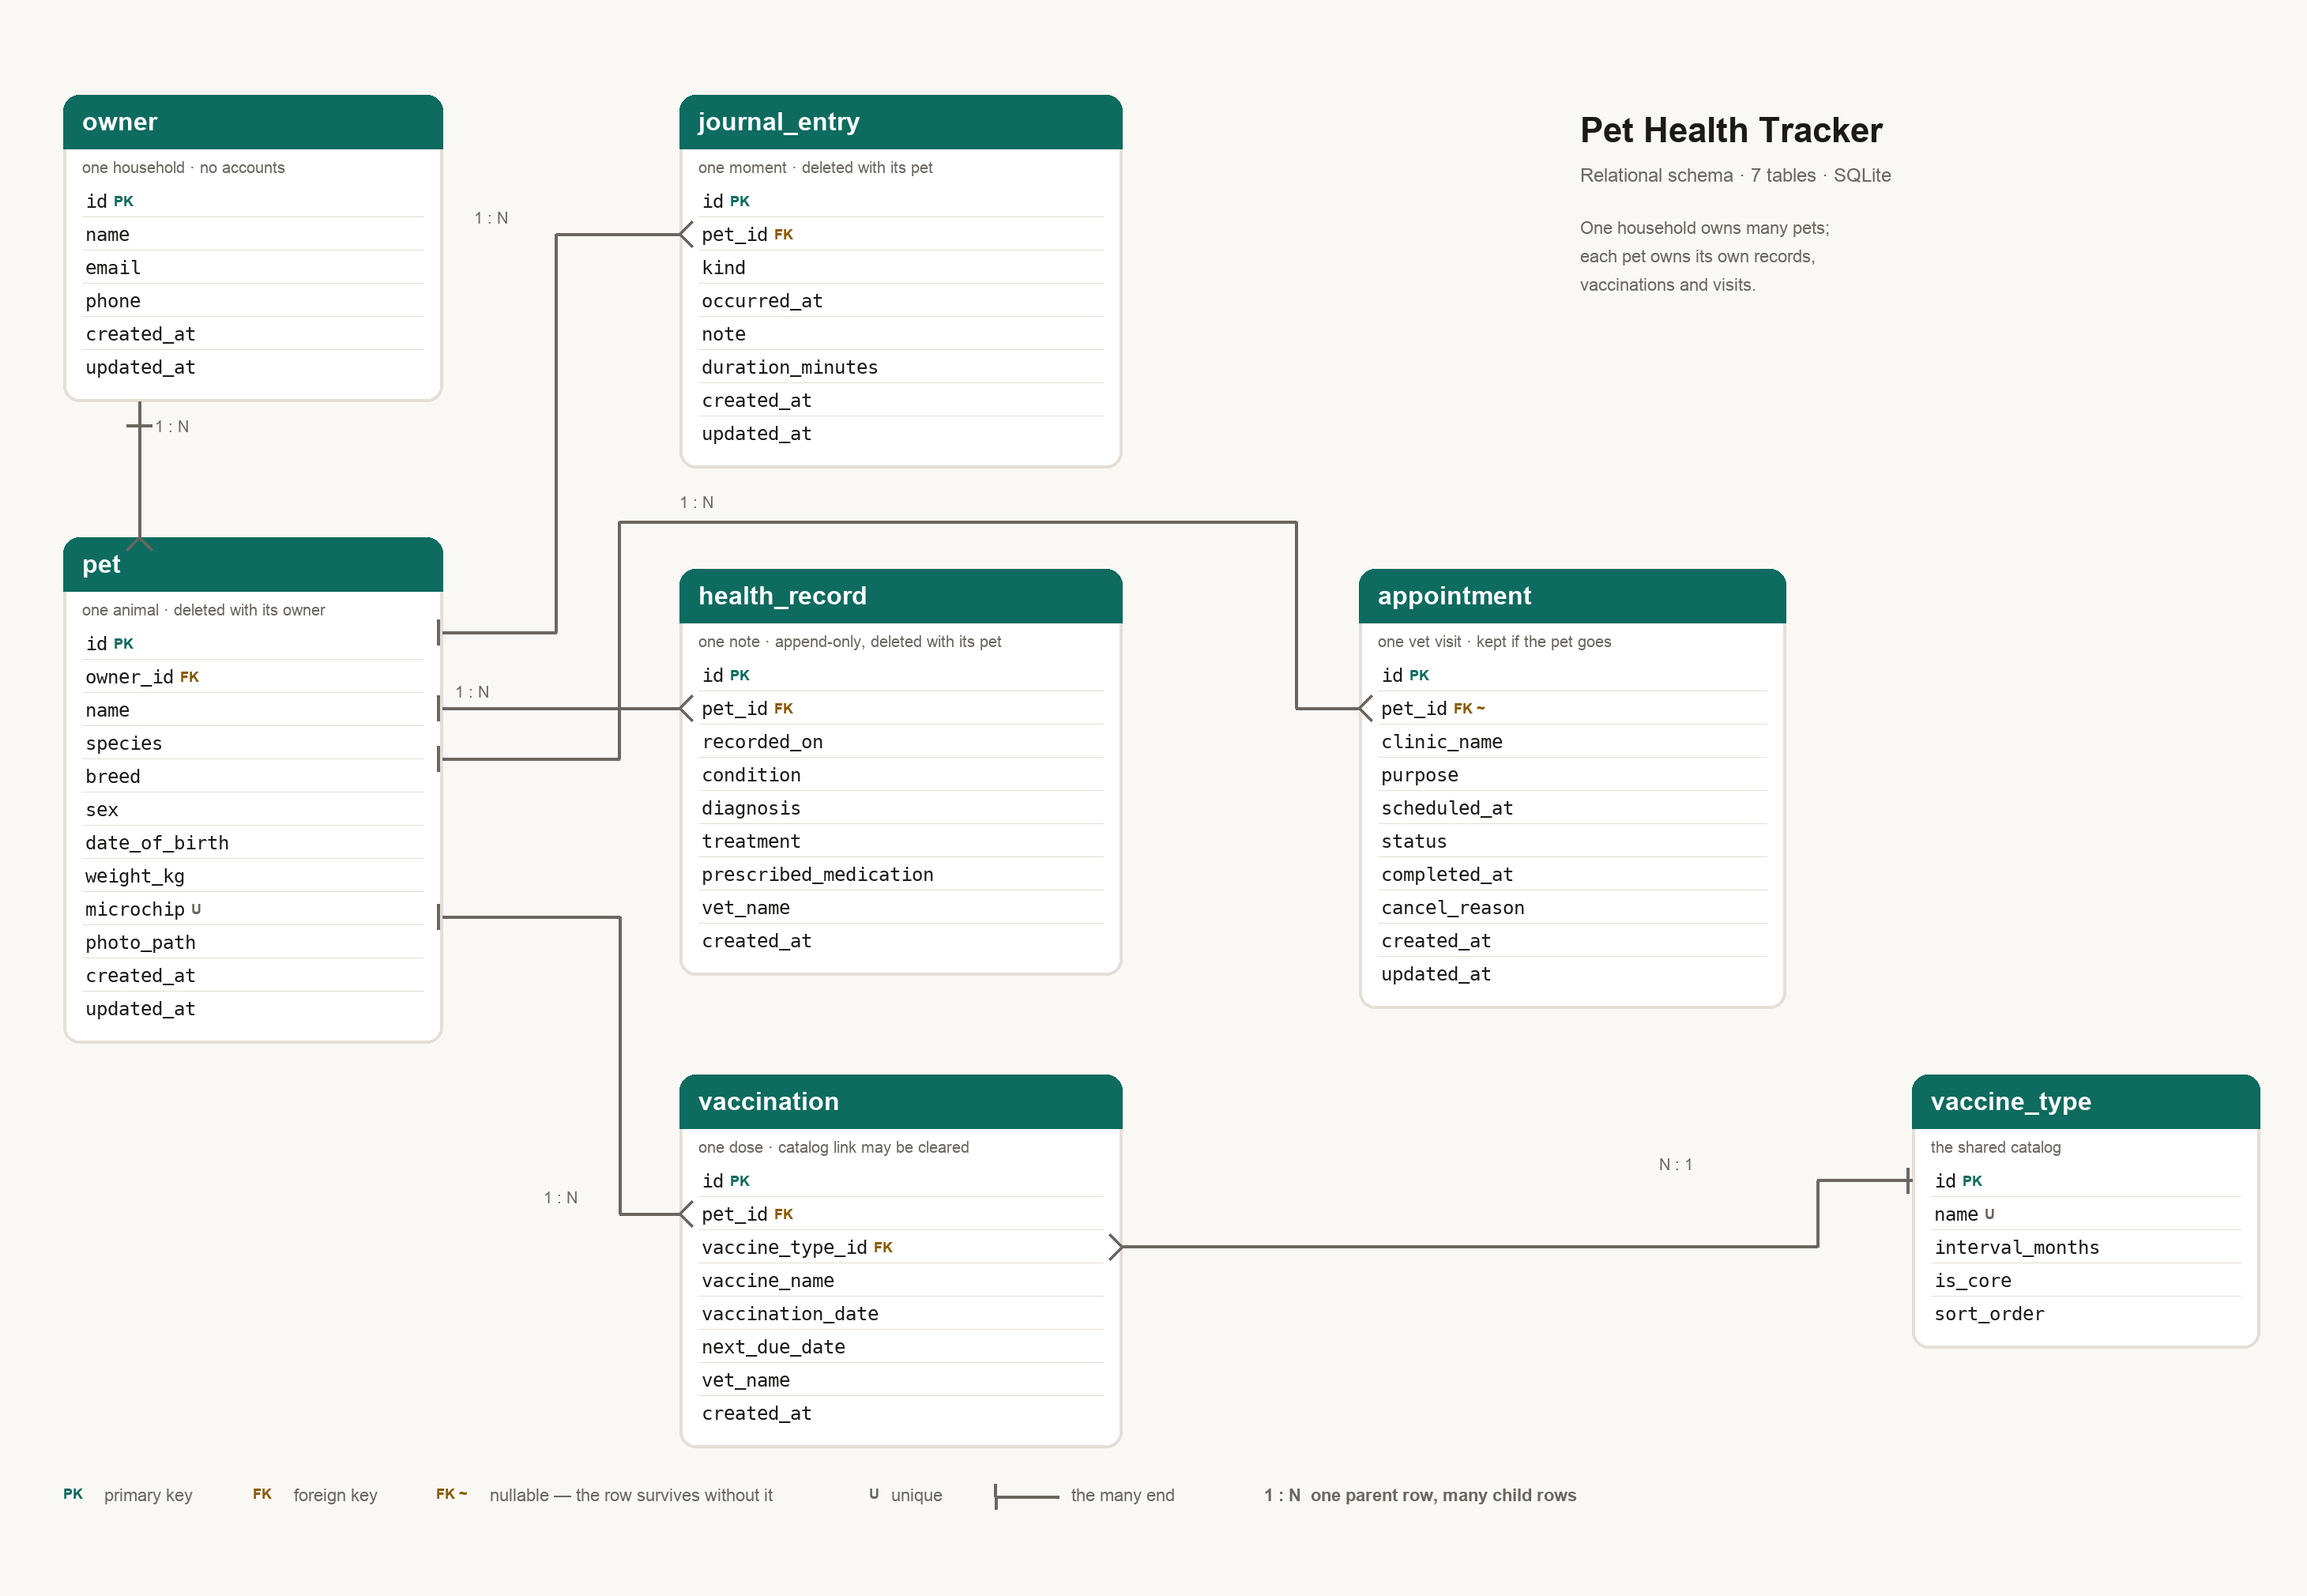 owner
one household · no accounts
id PK
name
email
phone
created_at
updated_at
1 : N
journal_entry
one moment · deleted with its pet
id PK
pet_id FK
kind
occurred_at
note
duration_minutes
created_at
updated_at
1 : N
Pet Health Tracker
Relational schema · 7 tables · SQLite
One household owns many pets;
each pet owns its own records,
vaccinations and visits.
pet
one animal · deleted with its owner
id PK
owner_id FK
name
species
breed
sex
date_of_birth
weight_kg
microchip U
photo_path
created_at
updated_at
1 : N
1 : N
health_record
one note · append-only, deleted with its pet
id PK
pet_id FK
recorded_on
condition
diagnosis
treatment
prescribed_medication
vet_name
created_at
appointment
one vet visit · kept if the pet goes
id PK
pet_id FK ~
clinic_name
purpose
scheduled_at
status
completed_at
cancel_reason
created_at
updated_at
1 : N
vaccination
one dose · catalog link may be cleared
id PK
pet_id FK
vaccine_type_id FK
vaccine_name
vaccination_date
next_due_date
vet_name
created_at
N : 1
vaccine_type
the shared catalog
id PK
name U
interval_months
is_core
sort_order
PK primary key
FK foreign key
FK ~ nullable — the row survives without it
U unique
the many end
1 : N one parent row, many child rows